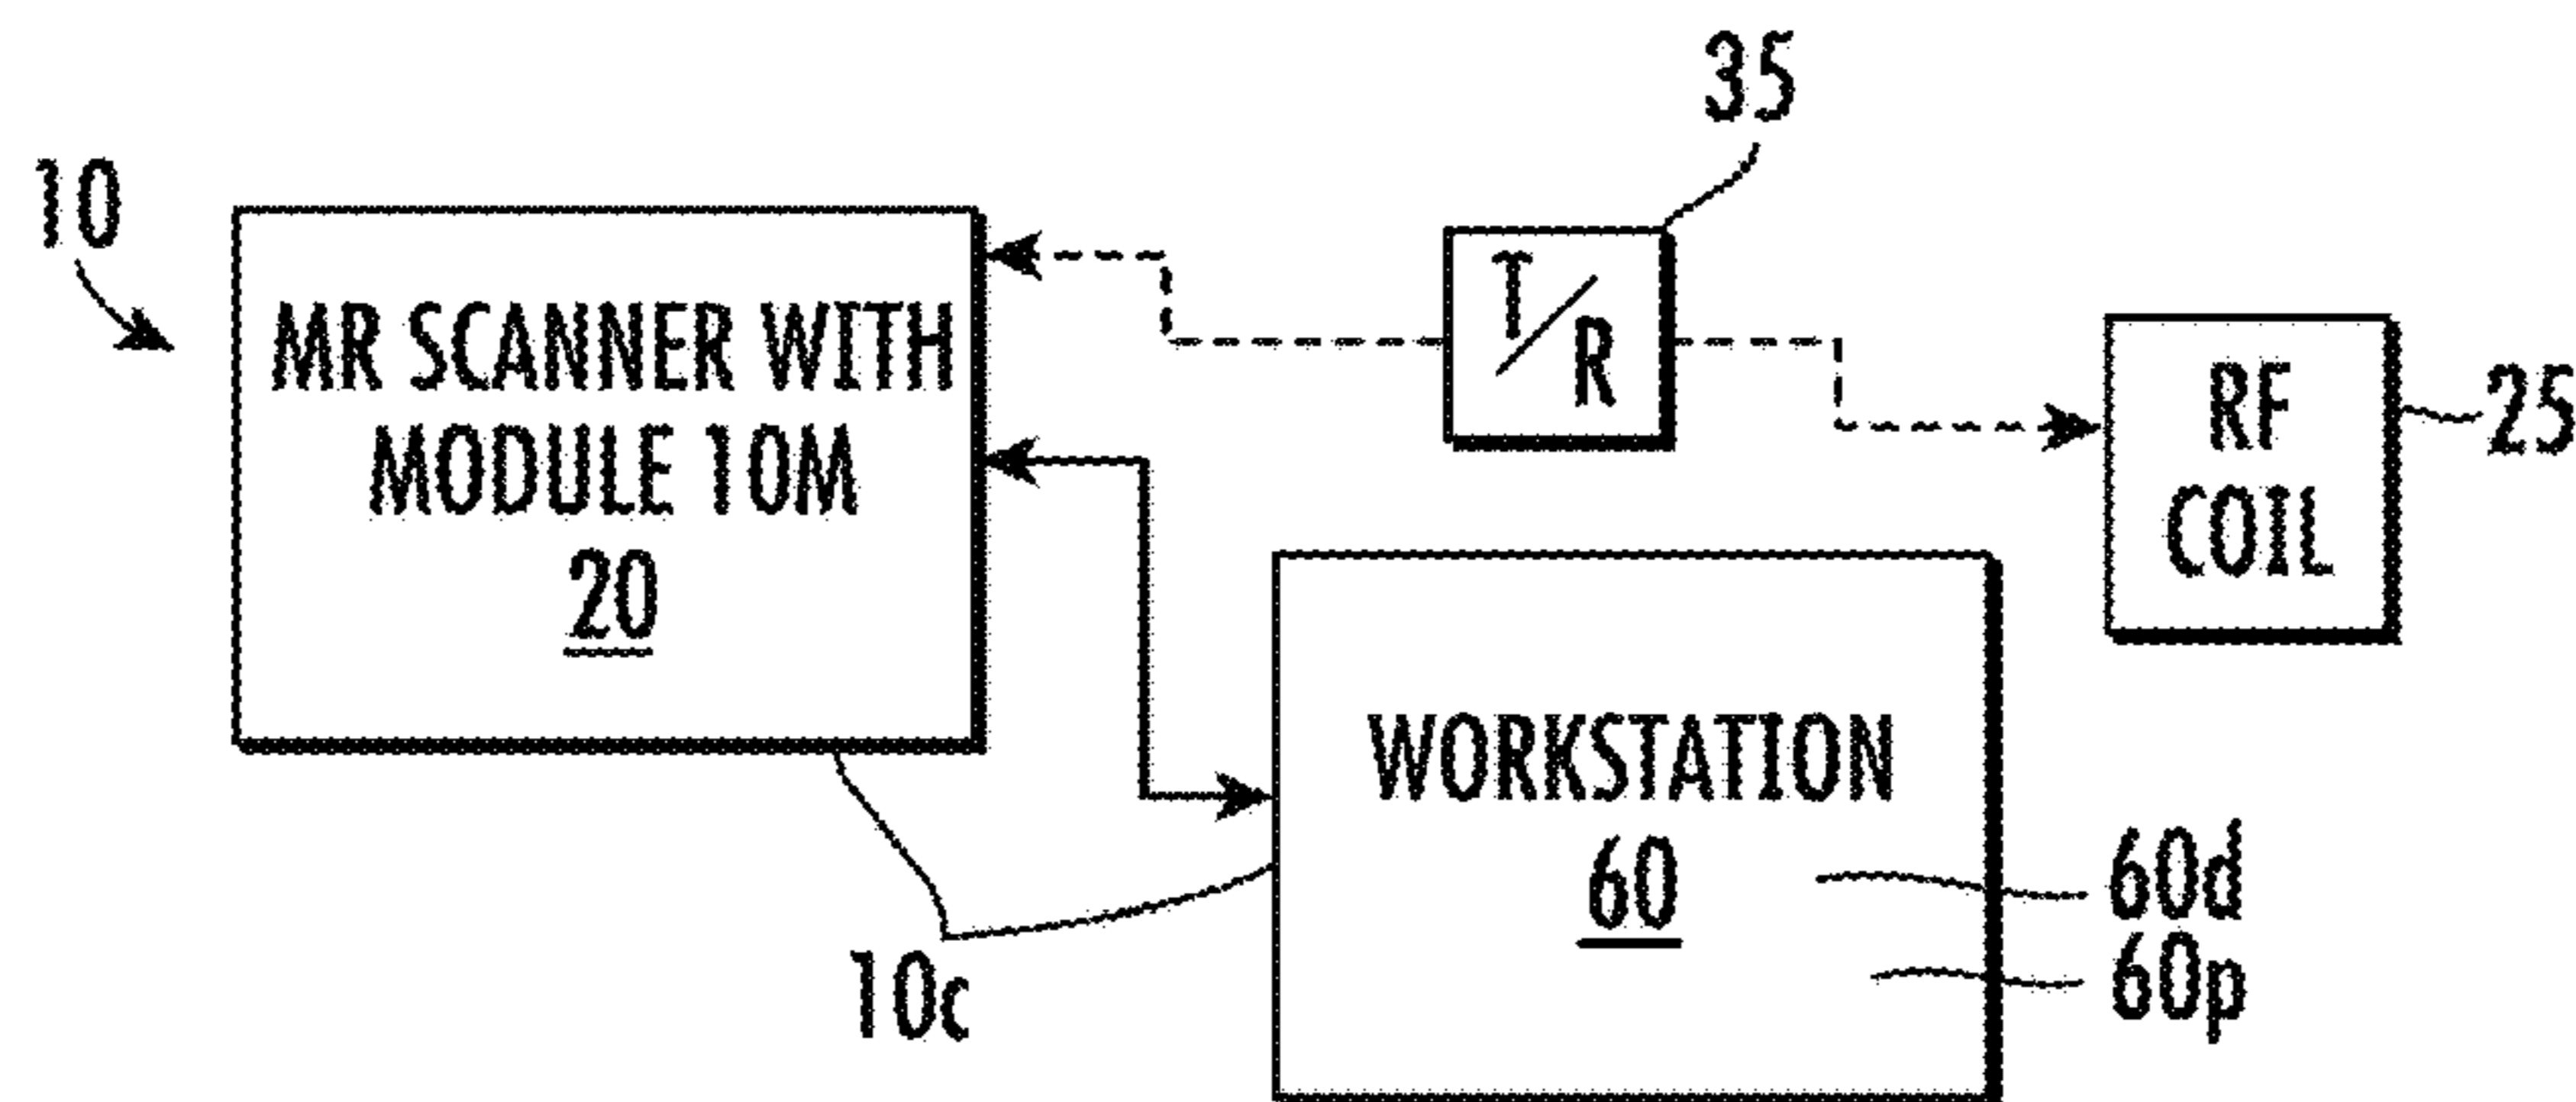 35
10
MR SCANNER WITH
MODULE 10M
20
T/R
RF
COIL
25
WORKSTATION
60
60d
60p
10c